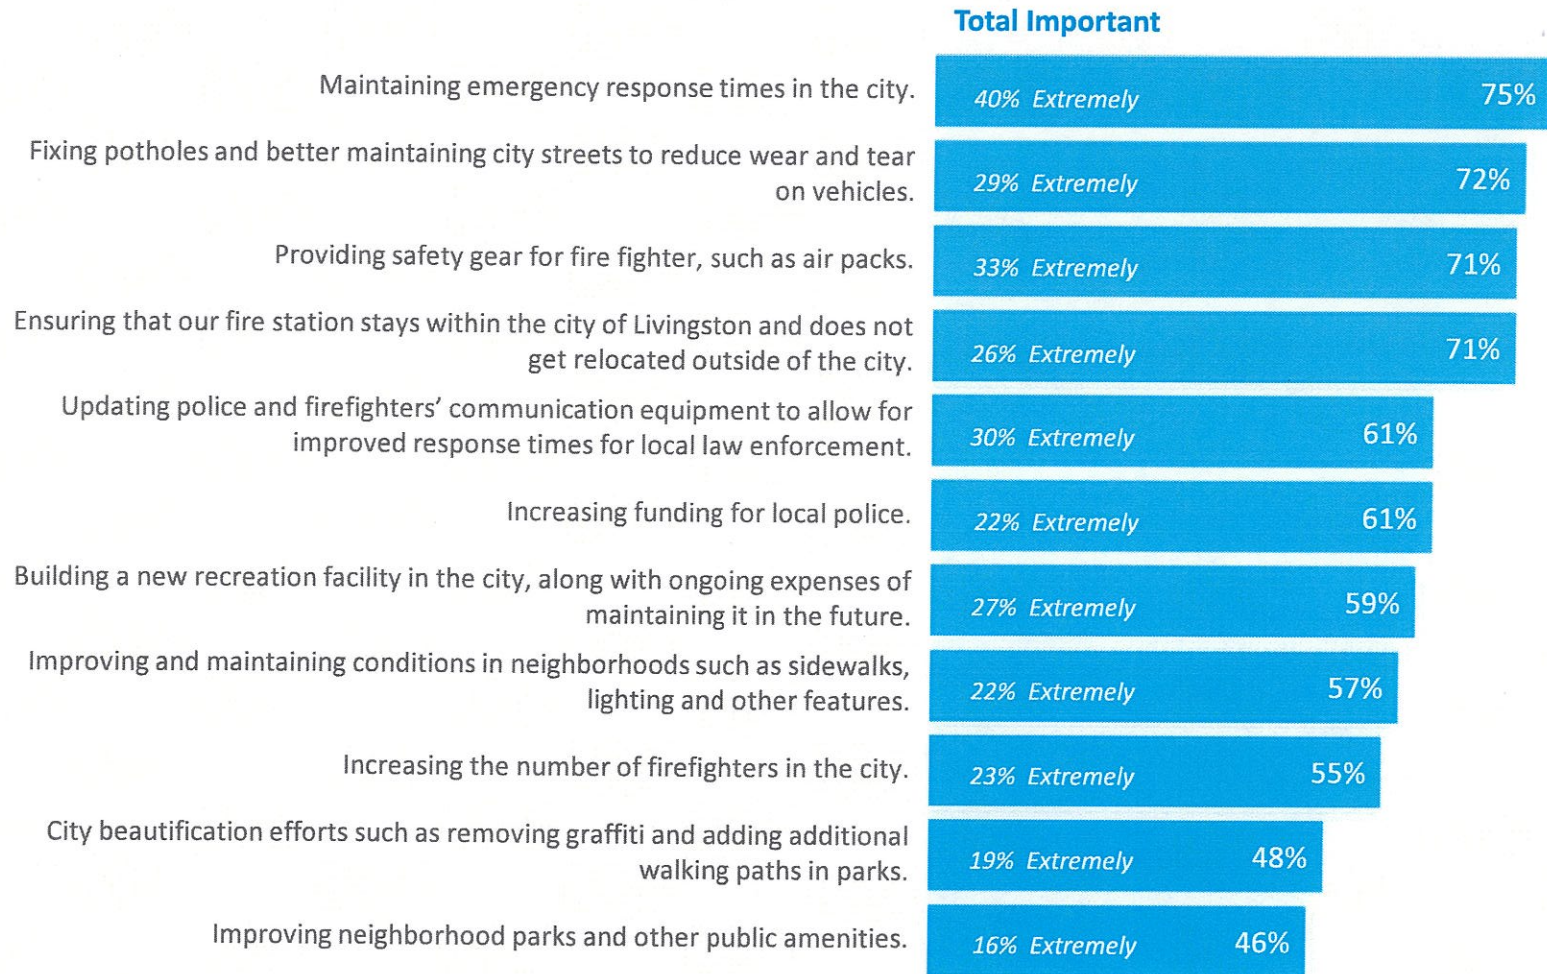 Total Important
Maintaining emergency response times in the city.
40% Extremely
75%
Fixing potholes and better maintaining city streets to reduce wear and tear
on vehicles.
29% Extremely
72%
Providing safety gear for fire fighter, such as air packs.
33% Extremely
71%
Ensuring that our fire station stays within the city of Livingston and does not
get relocated outside of the city.
26% Extremely
71%
Updating police and firefighters’ communication equipment to allow for
improved response times for local law enforcement.
30% Extremely
61%
Increasing funding for local police.
22% Extremely
61%
Building a new recreation facility in the city, along with ongoing expenses of
maintaining it in the future.
27% Extremely
59%
Improving and maintaining conditions in neighborhoods such as sidewalks,
lighting and other features.
22% Extremely
57%
Increasing the number of firefighters in the city.
23% Extremely
55%
City beautification efforts such as removing graffiti and adding additional
walking paths in parks.
19% Extremely
48%
Improving neighborhood parks and other public amenities.
16% Extremely
46%